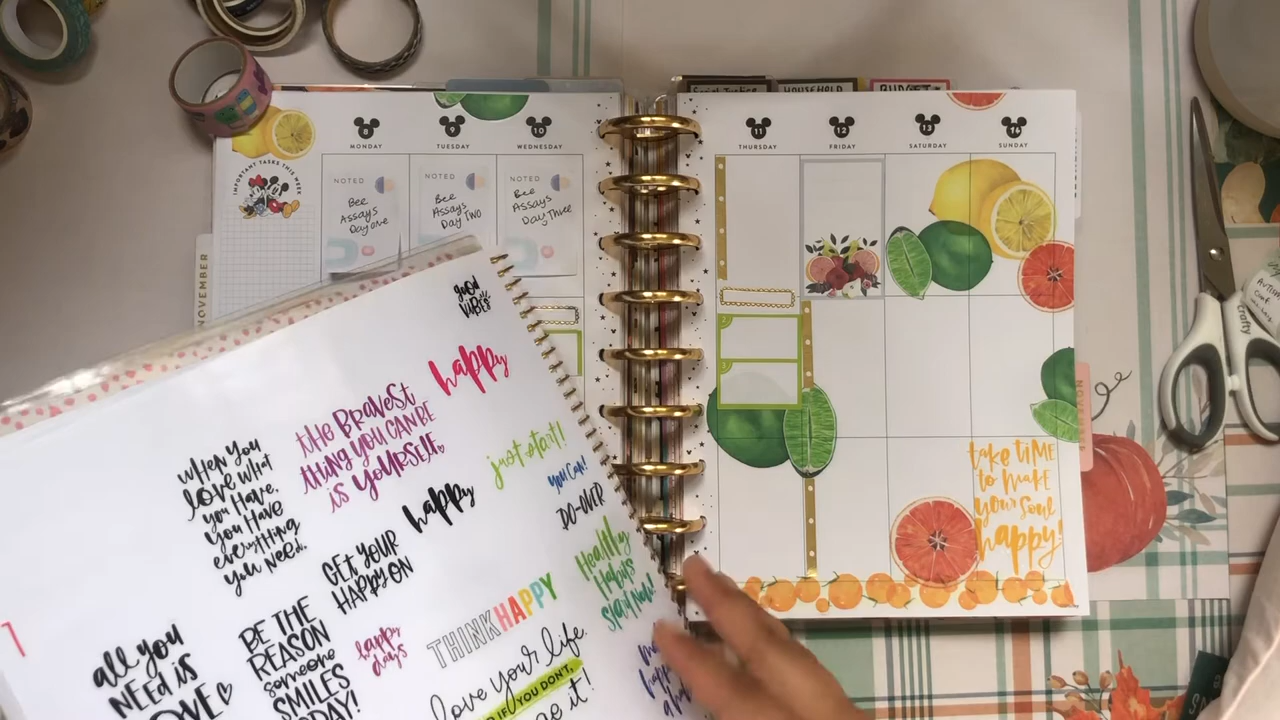 HOUSEHOLD
BUDGET
8
9
10
MONDAY
TUESDAY
WEDNESDAY
IMPORTANT TASKS THIS WEEK
NOTED
Bee
Assays
Day one
NOTED
Bee
Assays
Day Two
NOTED
Bee
Assays
Day Three
NOVEMBER
11
12
13
14
THURSDAY
FRIDAY
SATURDAY
SUNDAY
take TIME
to make
your soul
happy!
good
VIBES
happy
the BRAVEST
thing you can be
is yourself
when you
love what
you have,
you have
everything
you need.
just start!
you can!
DO-OVER
happy
GET YOUR
HAPPY ON
Healthy
Habits
Start Now!
THINK HAPPY
happy
days
BE THE
REASON
someone
SMILES
all you
NEED is
love your life.
IF YOU DON'T,